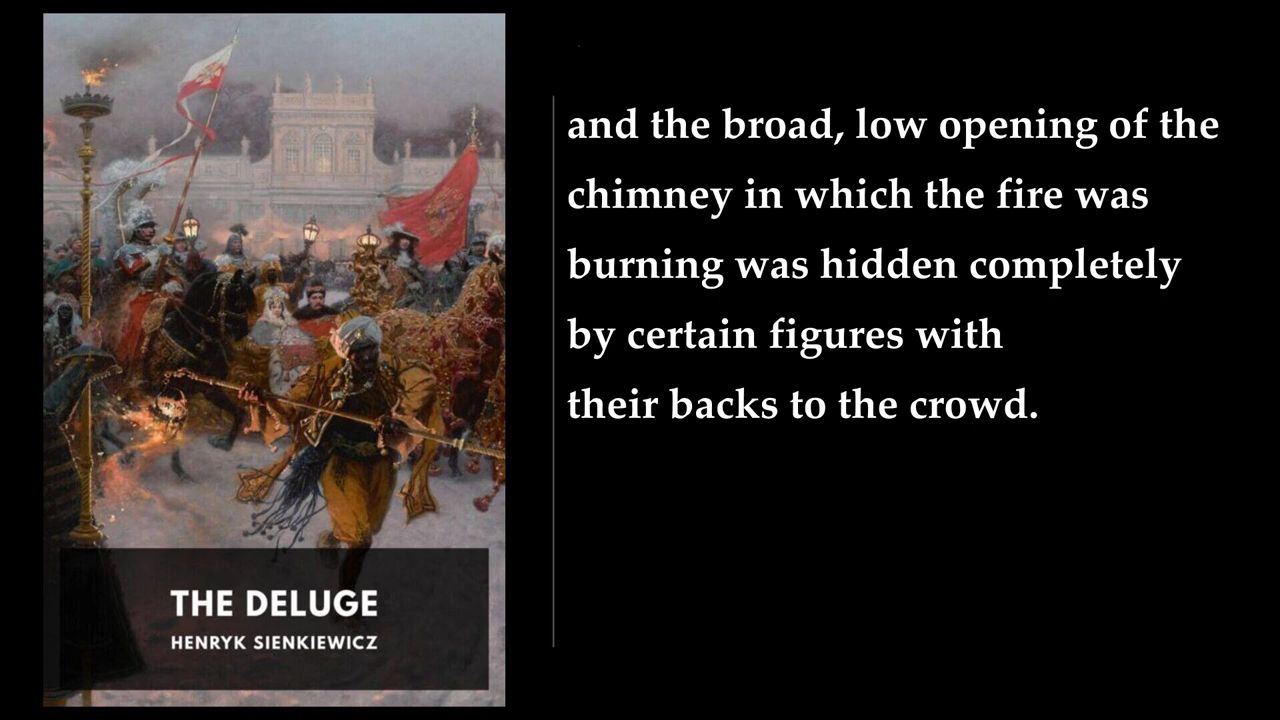 THE DELUGE
HENRYK SIENKIEWICZ
and the broad, low opening of the
chimney in which the fire was
burning was hidden completely
by certain figures with
their backs to the crowd.